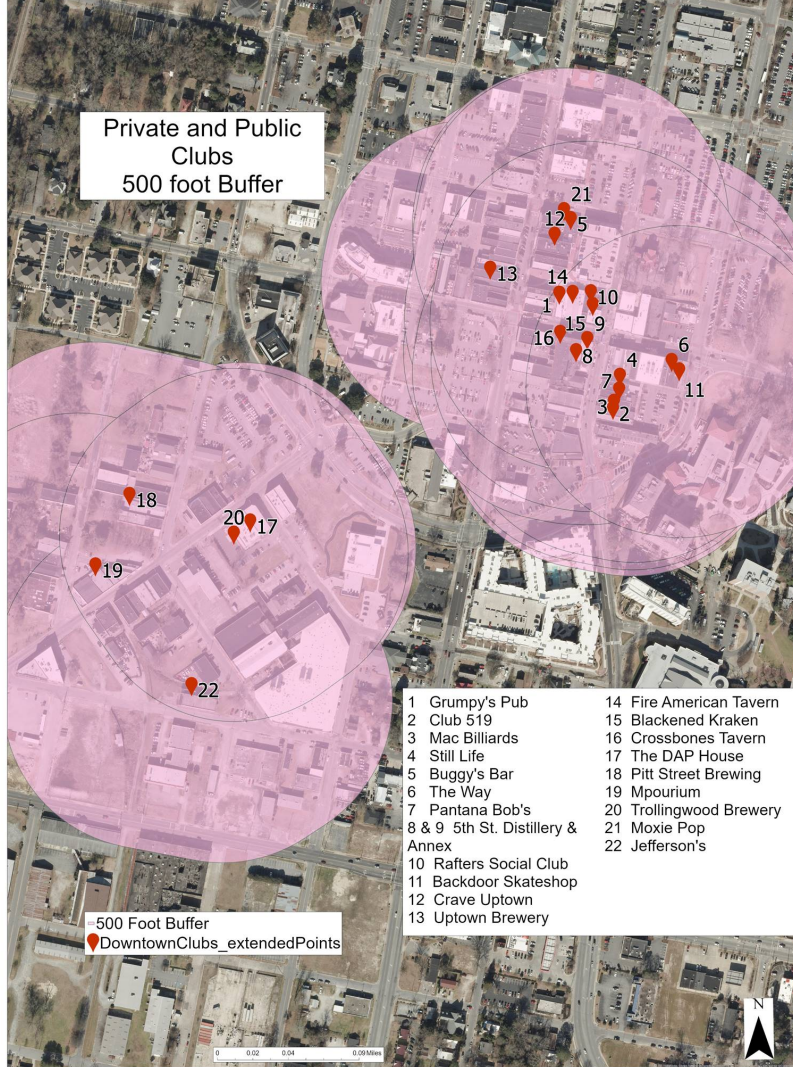 Private and Public
Clubs
500 foot Buffer
21
12
5
13
14
1
10
15
9
16
8
6
4
7
11
3
2
18
20
17
19
22
1 Grumpy's Pub
2 Club 519
3 Mac Billiards
4 Still Life
5 Buggy's Bar
6 The Way
7 Pantana Bob's
8 & 9 5th St. Distillery &
Annex
10 Rafters Social Club
11 Backdoor Skateshop
12 Crave Uptown
13 Uptown Brewery
14 Fire American Tavern
15 Blackened Kraken
16 Crossbones Tavern
17 The DAP House
18 Pitt Street Brewing
19 Mpourium
20 Trollingwood Brewery
21 Moxie Pop
22 Jefferson's
500 Foot Buffer
DowntownClubs_extendedPoints
0 0.02 0.04 0.09 Miles
N